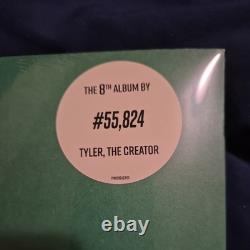 THE 8TH ALBUM BY
#55,824
TYLER, THE CREATOR